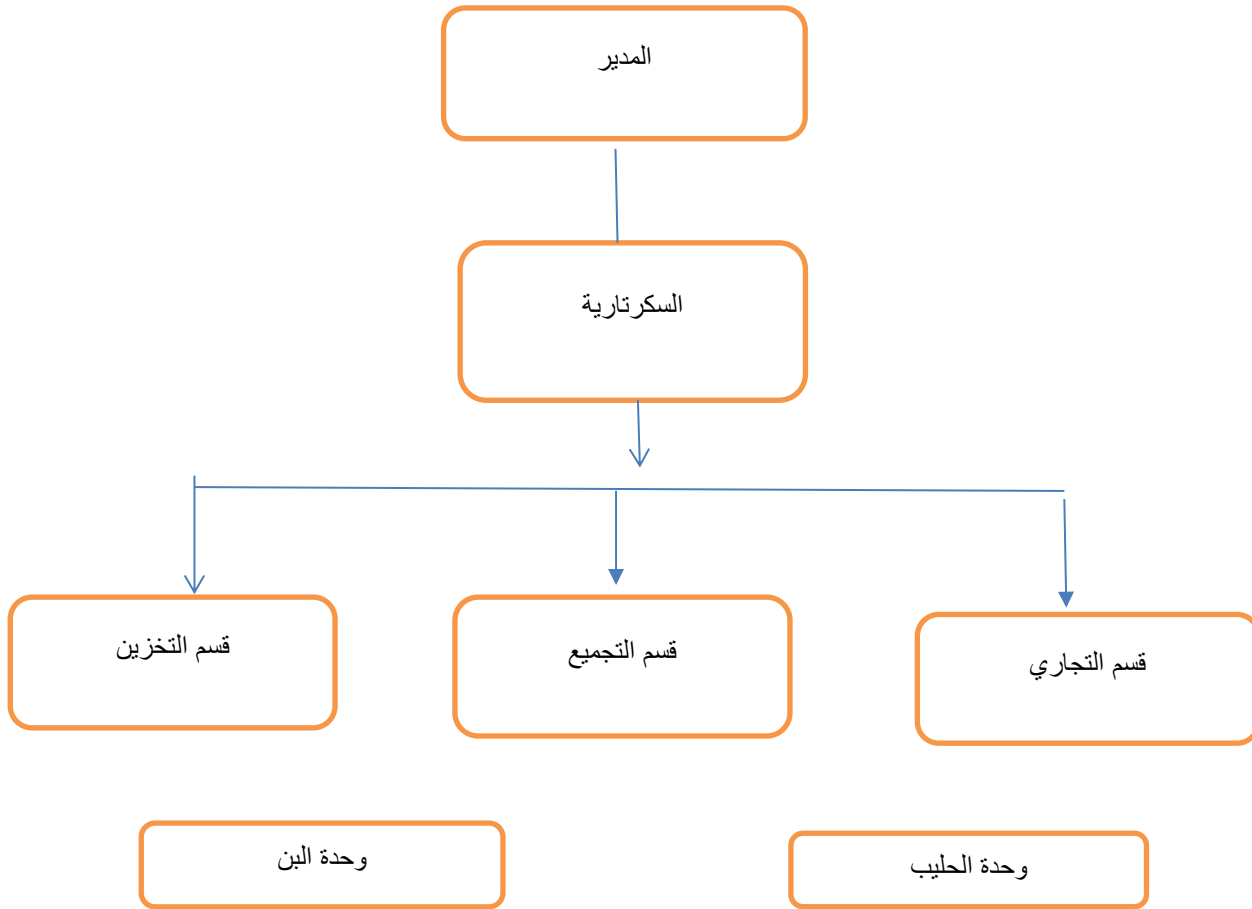 المدير
السكرتارية
قسم التجاري
قسم التجميع
قسم التخزين
وحدة الحليب
وحدة البن